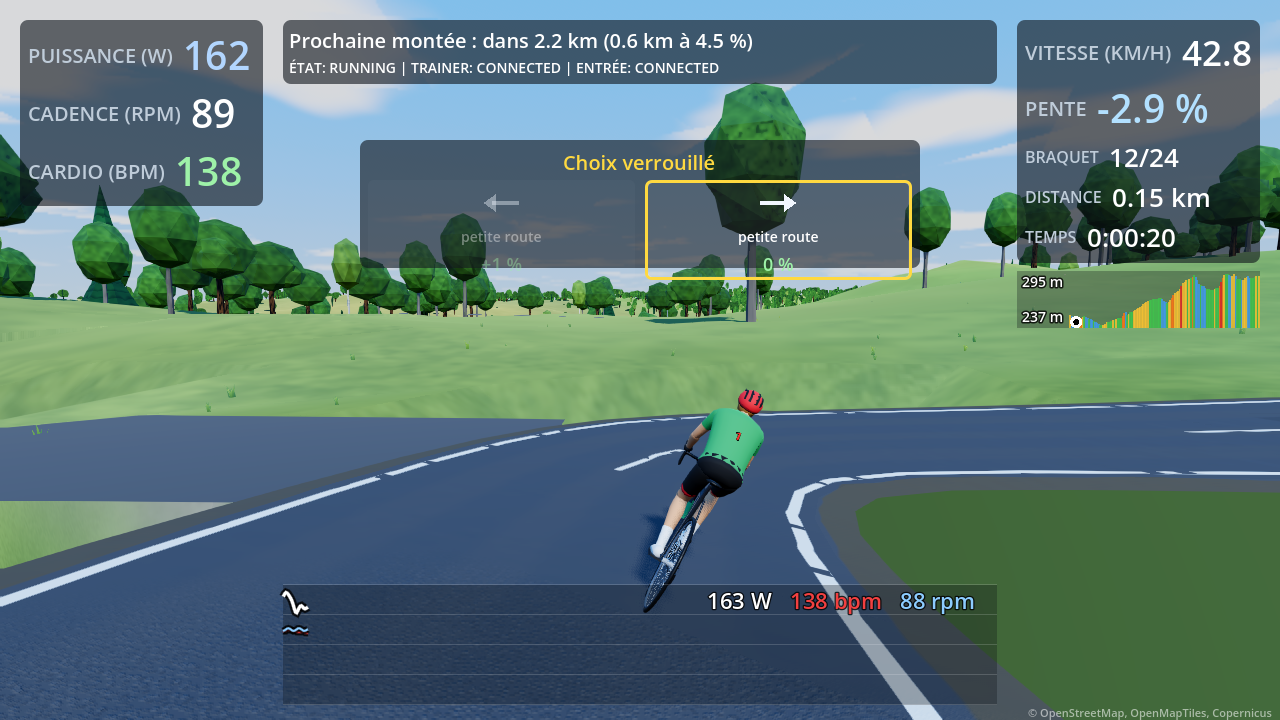 PUISSANCE (W) 162
CADENCE (RPM) 89
CARDIO (BPM) 138
Prochaine montée : dans 2.2 km (0.6 km à 4.5 %)
ÉTAT: RUNNING | TRAINER: CONNECTED | ENTRÉE: CONNECTED
VITESSE (KM/H) 42.8
PENTE -2.9 %
BRAQUET 12/24
DISTANCE 0.15 km
TEMPS 0:00:20
295 m
237 m
Choix verrouillé
petite route
+1 %
petite route
0 %
163 W 138 bpm 88 rpm
© OpenStreetMap, OpenMapTiles, Copernicus